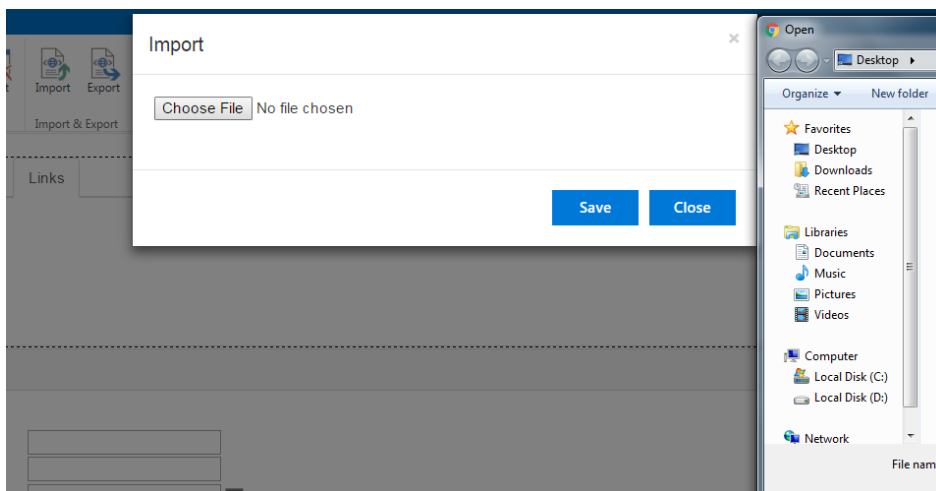 Import
×
Choose File No file chosen
Save Close
Import Export
Import & Export
Links
Open
Desktop
Organize New folder
Favorites
Desktop
Downloads
Recent Places
Libraries
Documents
Music
Pictures
Videos
Computer
Local Disk (C:)
Local Disk (D:)
Network
File nam